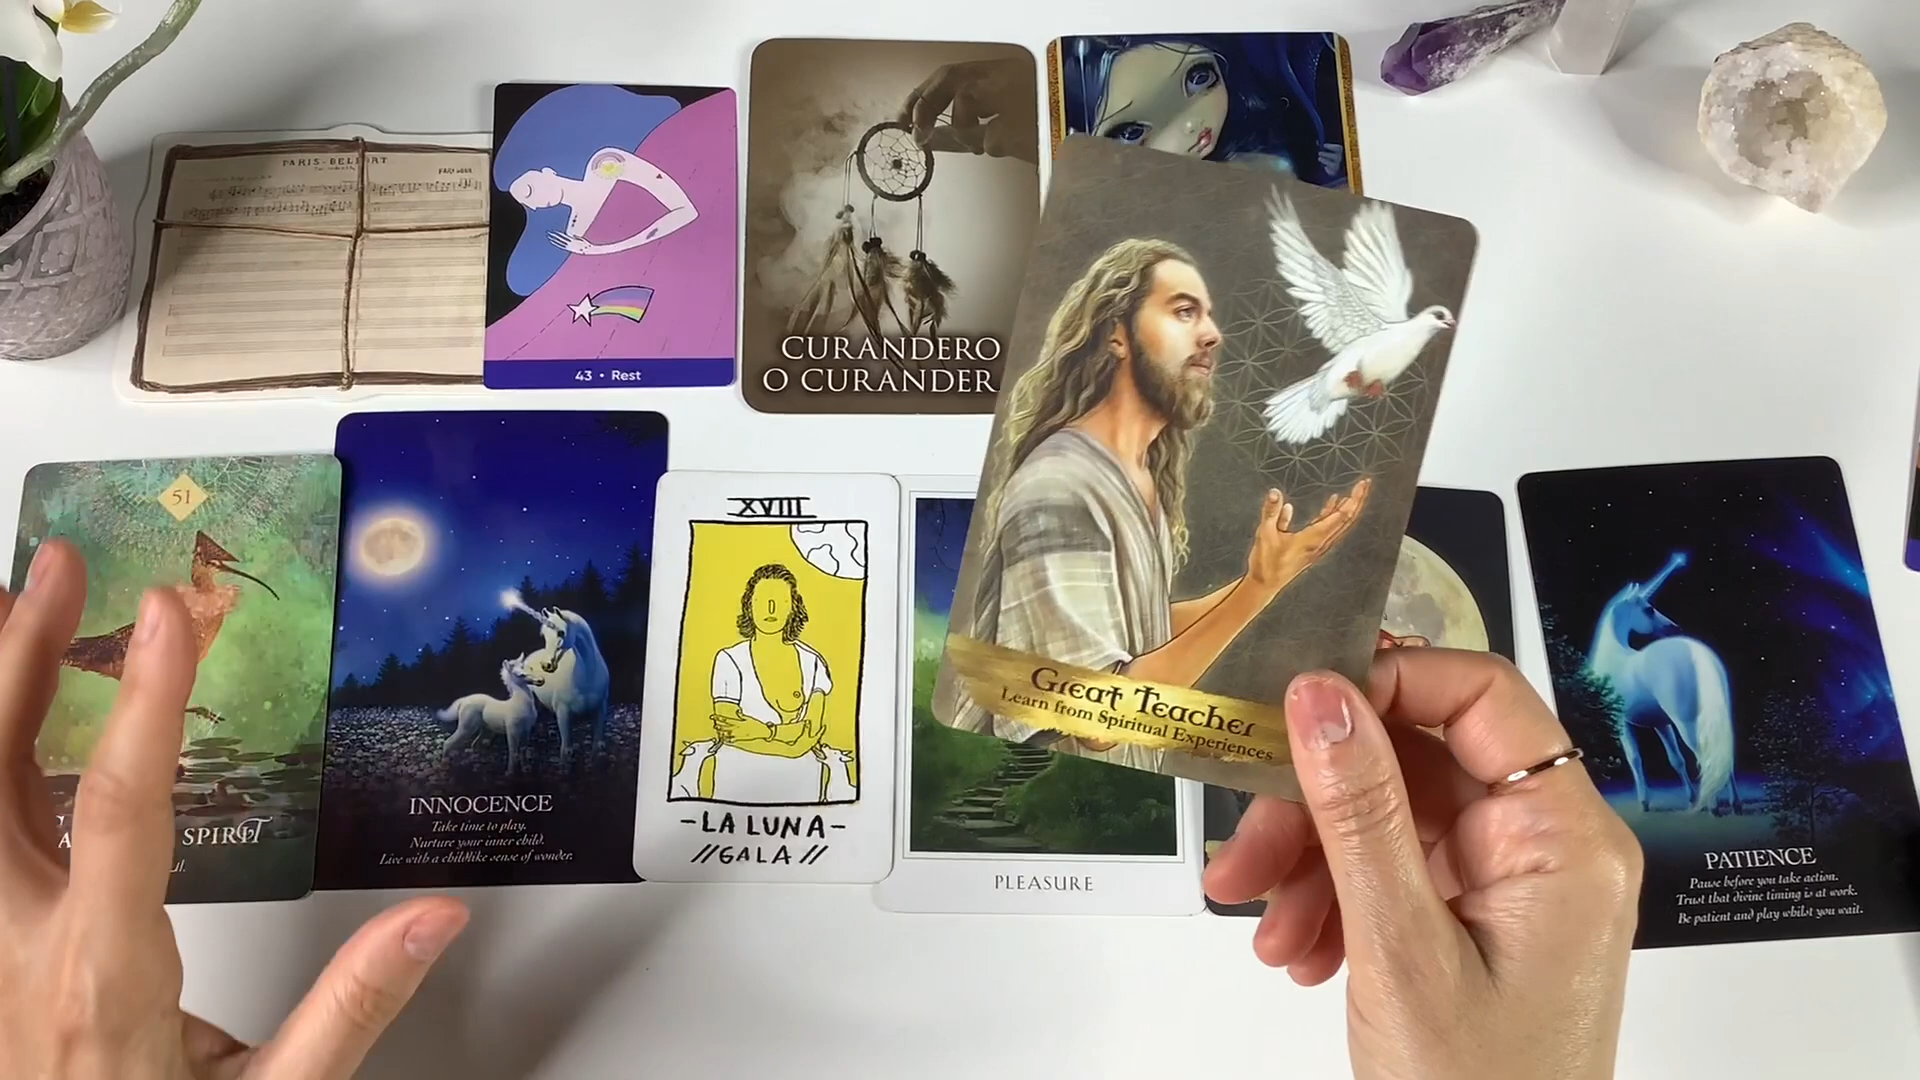 PARIS-BELFORT
43 • Rest
CURANDERO
O CURANDER
Great Teacher
Learn from Spiritual Experiences
51
SPIRIT
ul.
INNOCENCE
Take time to play.
Nurture your inner child.
Live with a childlike sense of wonder.
XVIII
-LA LUNA-
//GALA//
PLEASURE
PATIENCE
Pause before you take action.
Trust that divine timing is at work.
Be patient and play whilst you wait.